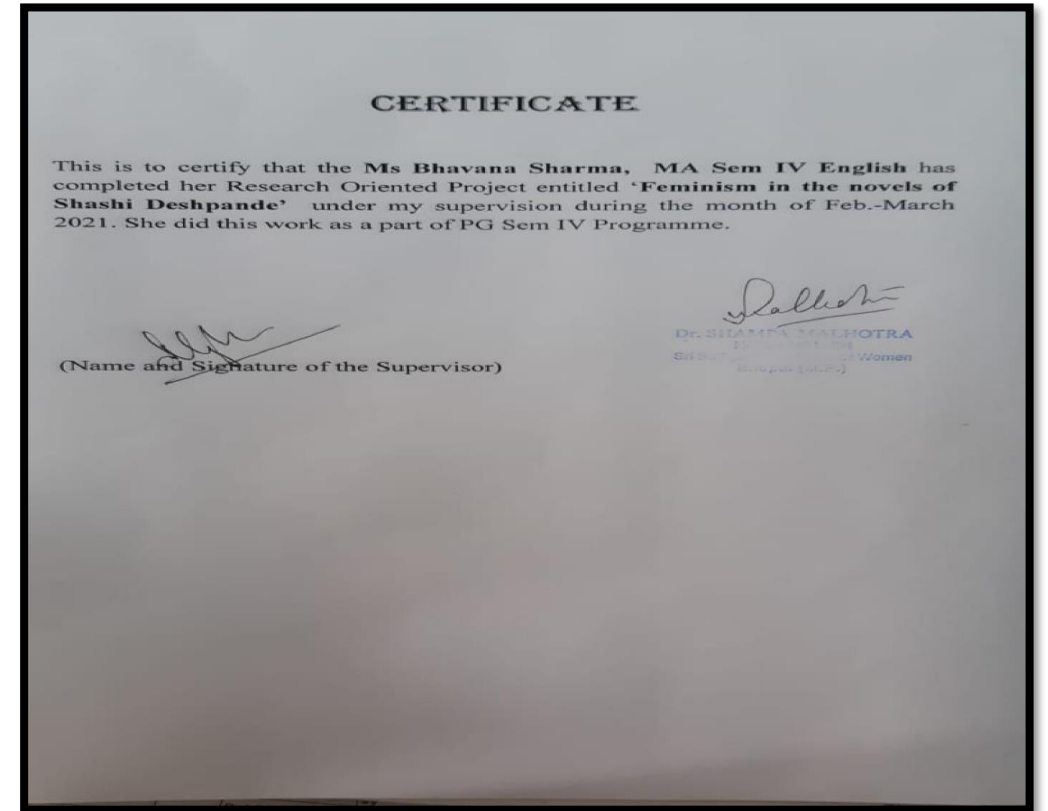 CERTIFICATE
This is to certify that the Ms Bhavana Sharma, MA Sem IV English has
completed her Research Oriented Project entitled ‘Feminism in the novels of
Shashi Deshpande’ under my supervision during the month of Feb.-March
2021. She did this work as a part of PG Sem IV Programme.
Dr. SHAMPA MALHOTRA
(Name and Signature of the Supervisor)
Women